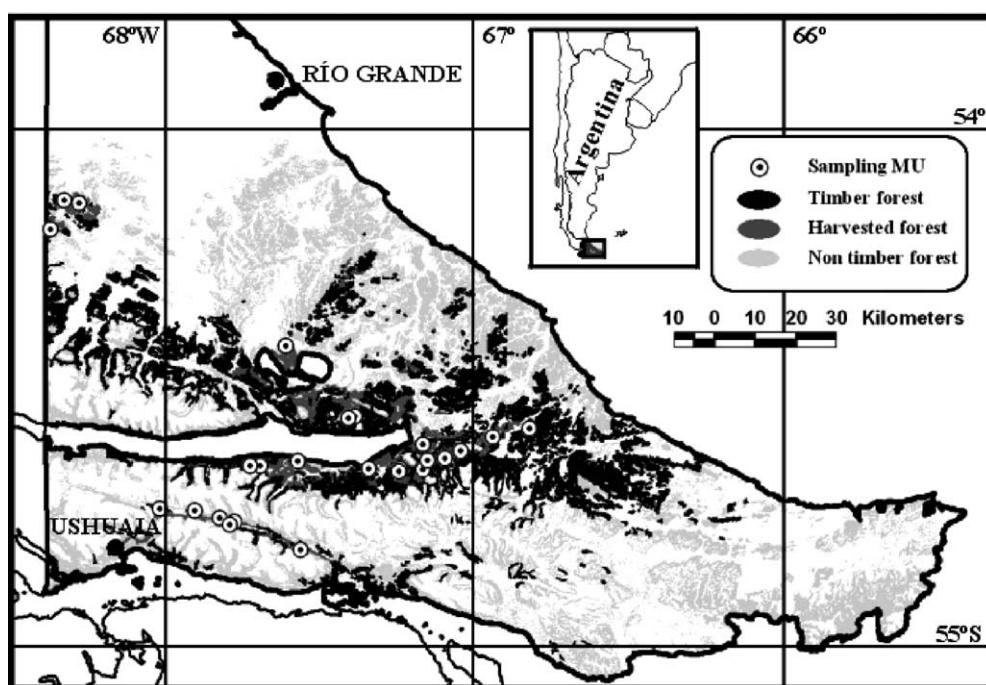 68ºW
67º
66º
RÍO GRANDE
54º
Argentina
Sampling MU
Timber forest
Harvested forest
Non timber forest
10 0 10 20 30 Kilometers
USHUAIA
55ºS